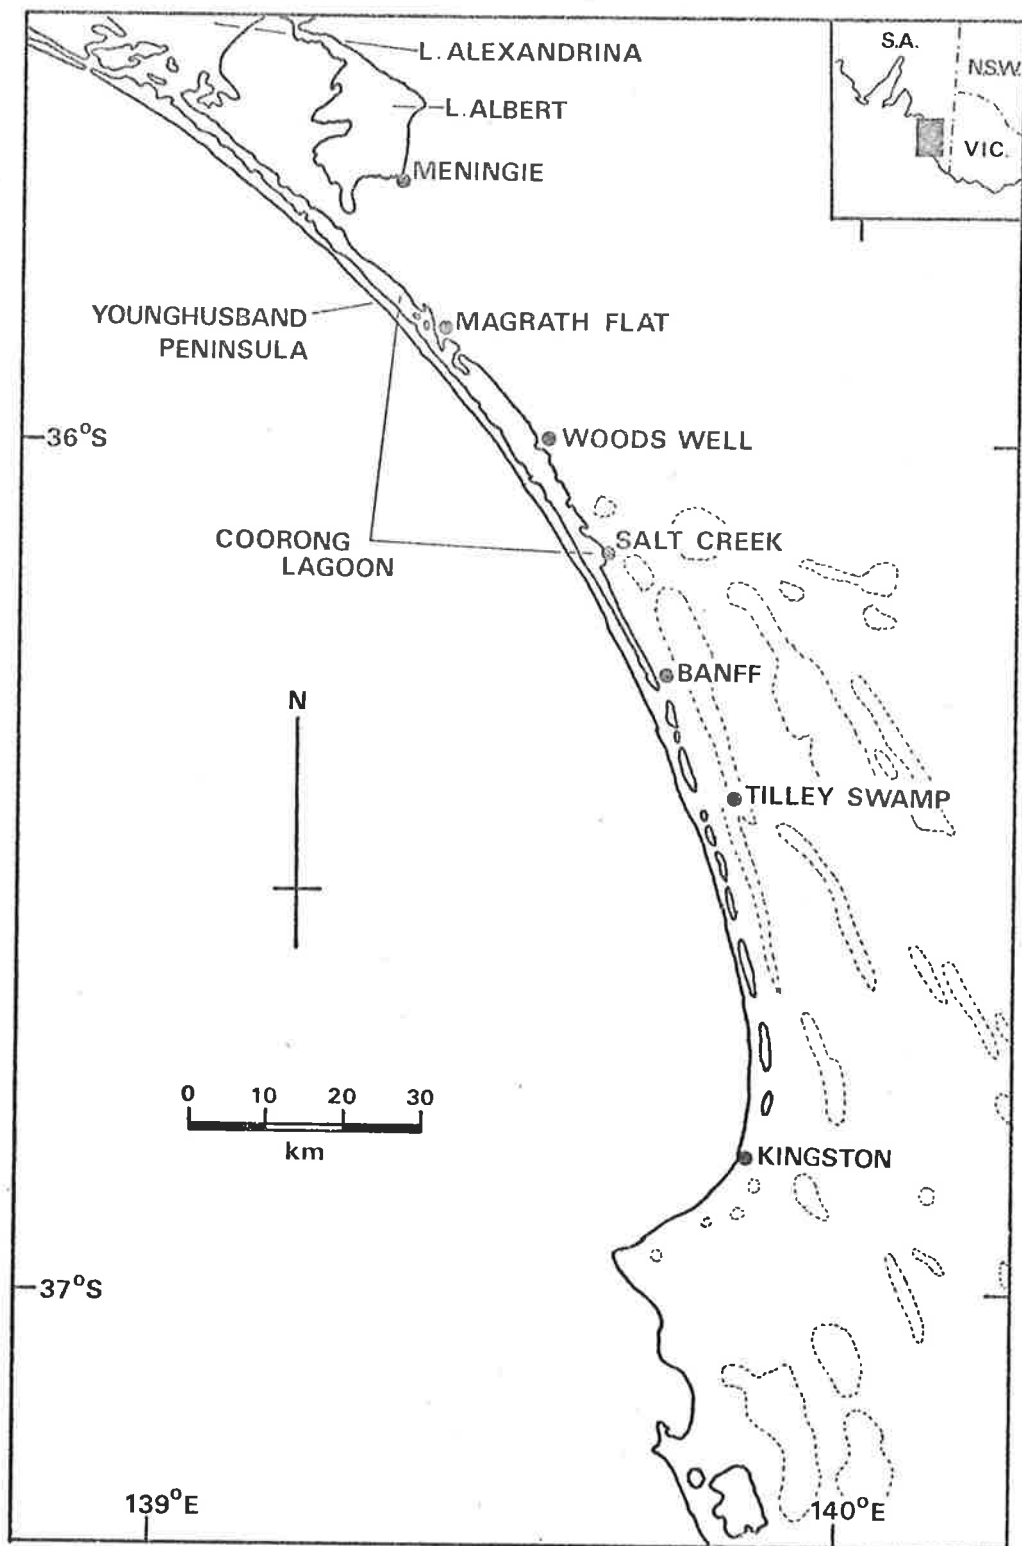 L. ALEXANDRINA
L. ALBERT
MENINGIE
S.A.
N.S.W.
VIC.
YOUNGHUSBAND
PENINSULA
MAGRATH FLAT
36°S
WOODS WELL
COORONG
LAGOON
SALT CREEK
BANFF
N
TILLEY SWAMP
0 10 20 30
km
KINGSTON
37°S
139°E
140°E